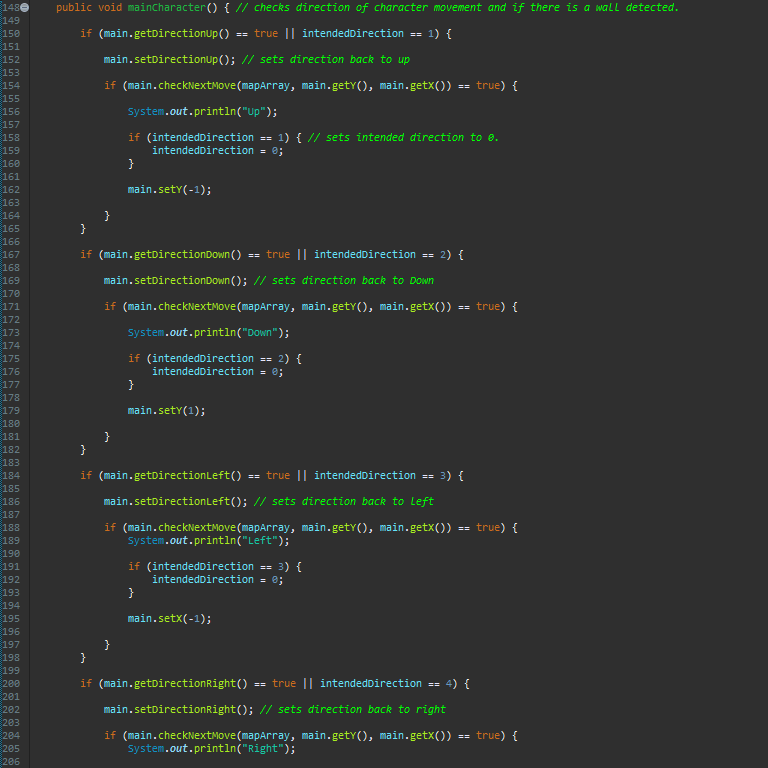 148 public void mainCharacter() { // checks direction of character movement and if there is a wall detected.
149
150 if (main.getDirectionUp() == true || intendedDirection == 1) {
151
152 main.setDirectionUp(); // sets direction back to up
153
154 if (main.checkNextMove(mapArray, main.getY(), main.getX()) == true) {
155
156 System.out.println("Up");
157
158 if (intendedDirection == 1) { // sets intended direction to 0.
159 intendedDirection = 0;
160 }
161
162 main.setY(-1);
163
164 }
165 }
166
167 if (main.getDirectionDown() == true || intendedDirection == 2) {
168
169 main.setDirectionDown(); // sets direction back to Down
170
171 if (main.checkNextMove(mapArray, main.getY(), main.getX()) == true) {
172
173 System.out.println("Down");
174
175 if (intendedDirection == 2) {
176 intendedDirection = 0;
177 }
178
179 main.setY(1);
180
181 }
182 }
183
184 if (main.getDirectionLeft() == true || intendedDirection == 3) {
185
186 main.setDirectionLeft(); // sets direction back to left
187
188 if (main.checkNextMove(mapArray, main.getY(), main.getX()) == true) {
189 System.out.println("Left");
190
191 if (intendedDirection == 3) {
192 intendedDirection = 0;
193 }
194
195 main.setX(-1);
196
197 }
198 }
199
200 if (main.getDirectionRight() == true || intendedDirection == 4) {
201
202 main.setDirectionRight(); // sets direction back to right
203
204 if (main.checkNextMove(mapArray, main.getY(), main.getX()) == true) {
205 System.out.println("Right");
206